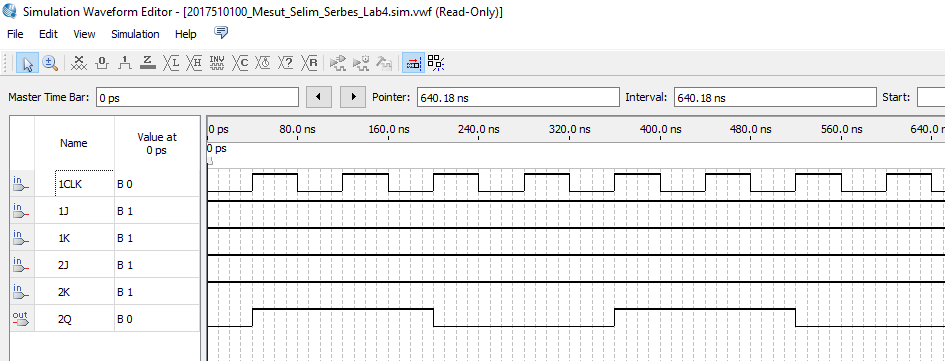 Simulation Waveform Editor - [2017510100_Mesut_Selim_Serbes_Lab4.sim.vwf (Read-Only)]
File Edit View Simulation Help
Master Time Bar: 0 ps Pointer: 640.18 ns Interval: 640.18 ns Start:
Name Value at 0 ps 0 ps 80.0 ns 160.0 ns 240.0 ns 320.0 ns 400.0 ns 480.0 ns 560.0 ns 640.0
0 ps
in 1CLK B 0
in 1J B 1
in 1K B 1
in 2J B 1
in 2K B 1
out 2Q B 0